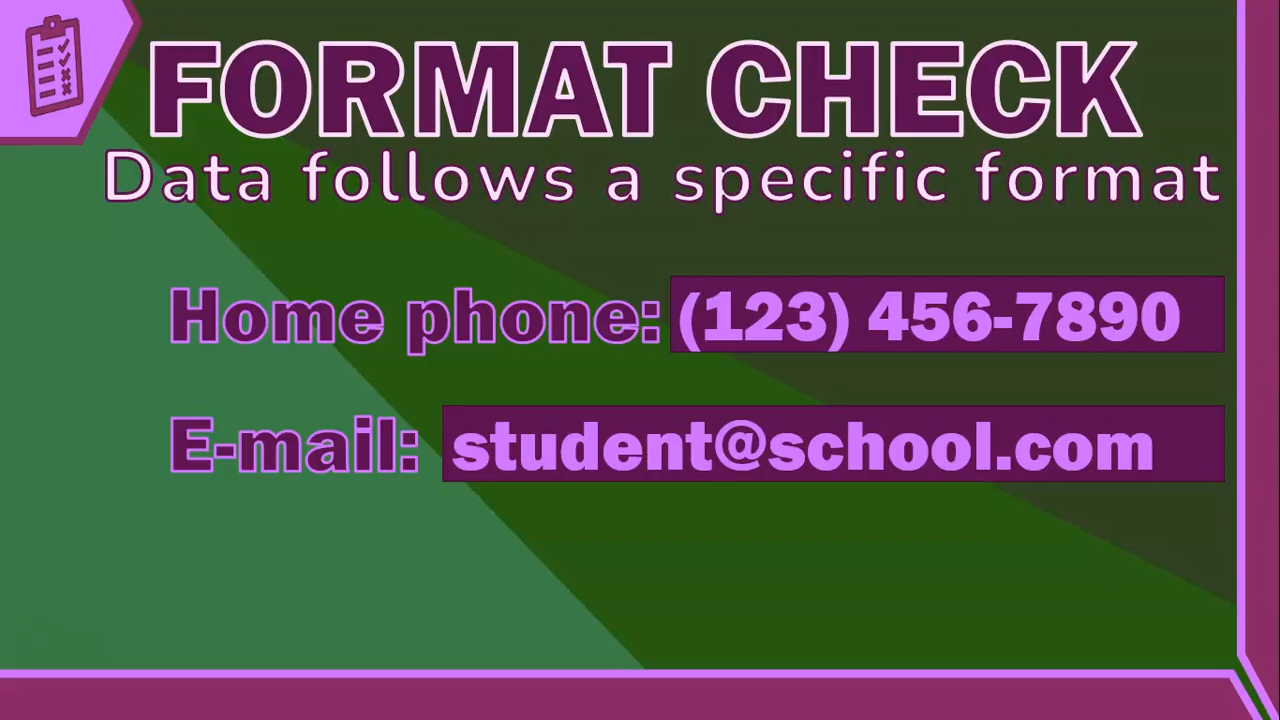 FORMAT CHECK
Data follows a specific format
Home phone: (123) 456-7890
E-mail: student@school.com